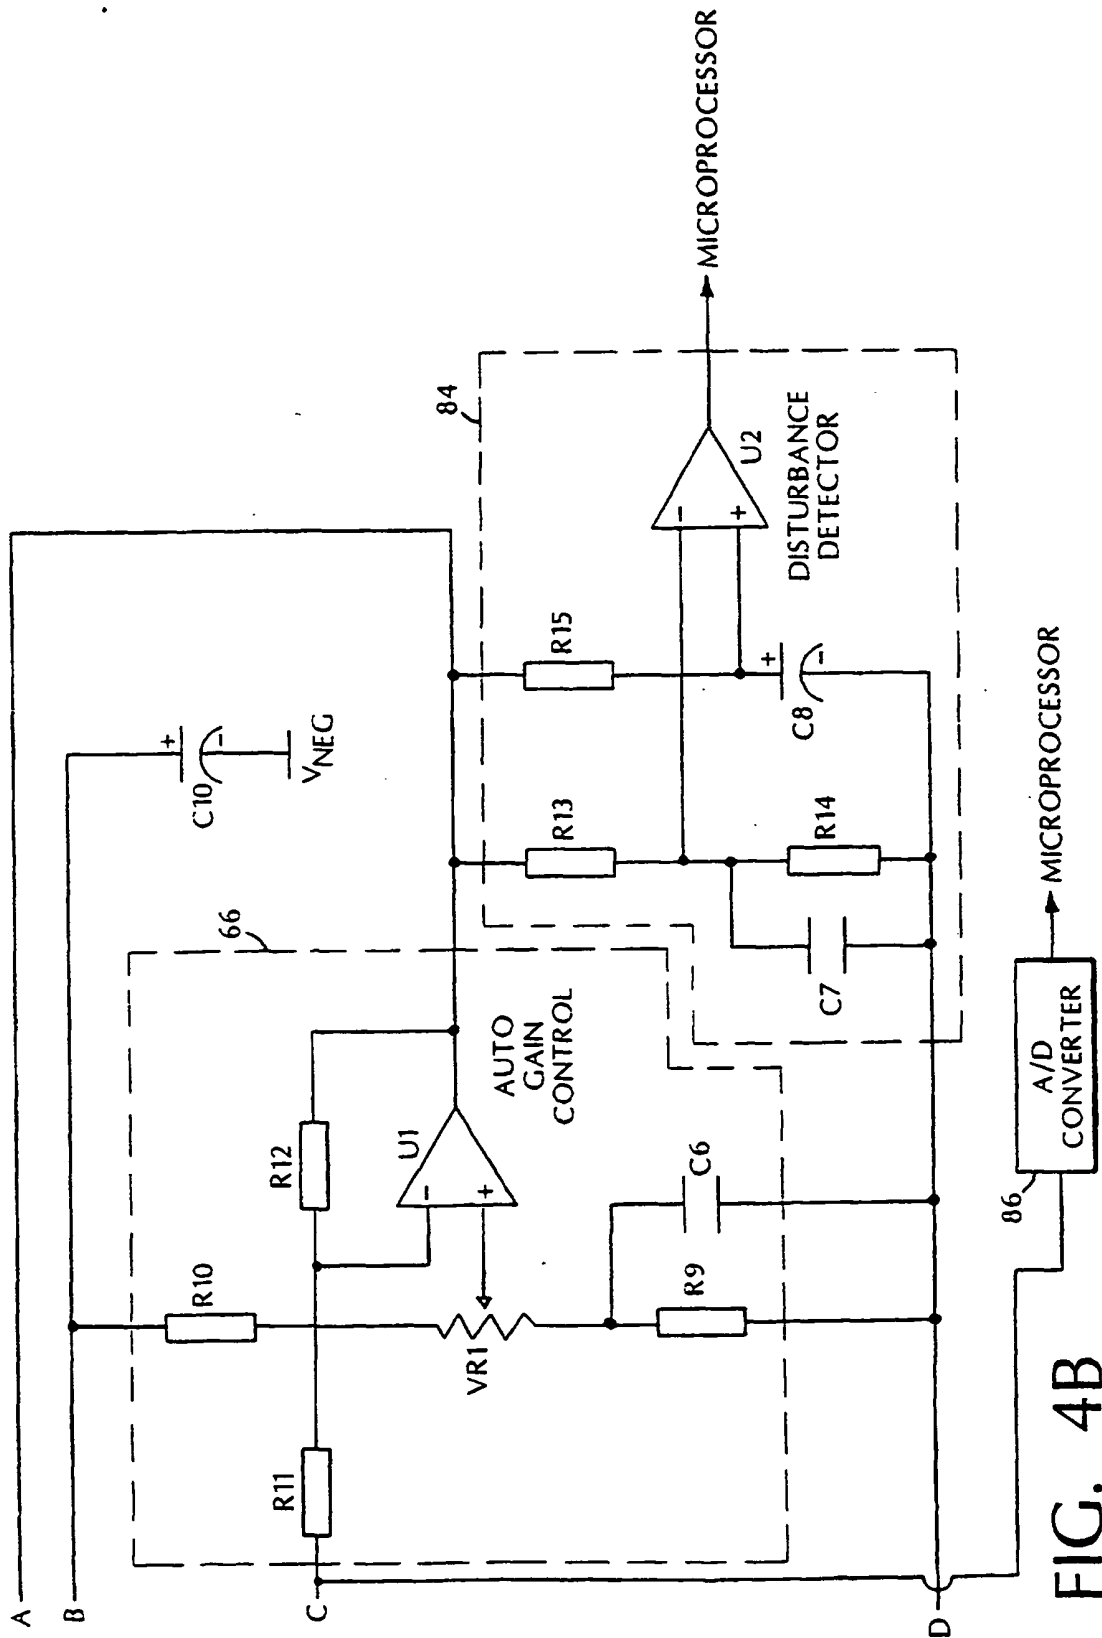 A
B
C
D
66
R10
R11
R12
U1
-
+
VR1
R9
C6
AUTO
GAIN
CONTROL
+
-
C10
VNEG
84
R13
R14
C7
R15
+
-
C8
-
+
U2
DISTURBANCE
DETECTOR
MICROPROCESSOR
86
A/D
CONVERTER
MICROPROCESSOR
FIG. 4B